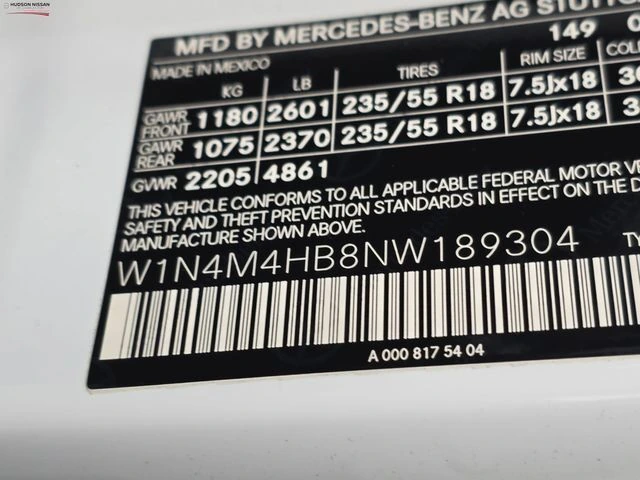 HUDSON NISSAN
MFD BY MERCEDES-BENZ AG
149
MADE IN MEXICO
KG LB TIRES RIM SIZE
GAWR FRONT 1180 2601 235/55 R18 7.5Jx18
GAWR REAR 1075 2370 235/55 R18 7.5Jx18
GVWR 2205 4861
THIS VEHICLE CONFORMS TO ALL APPLICABLE FEDERAL MOTOR
SAFETY AND THEFT PREVENTION STANDARDS IN EFFECT ON THE
MANUFACTURE SHOWN ABOVE.
W1N4M4HB8NW189304
A 000 817 54 04